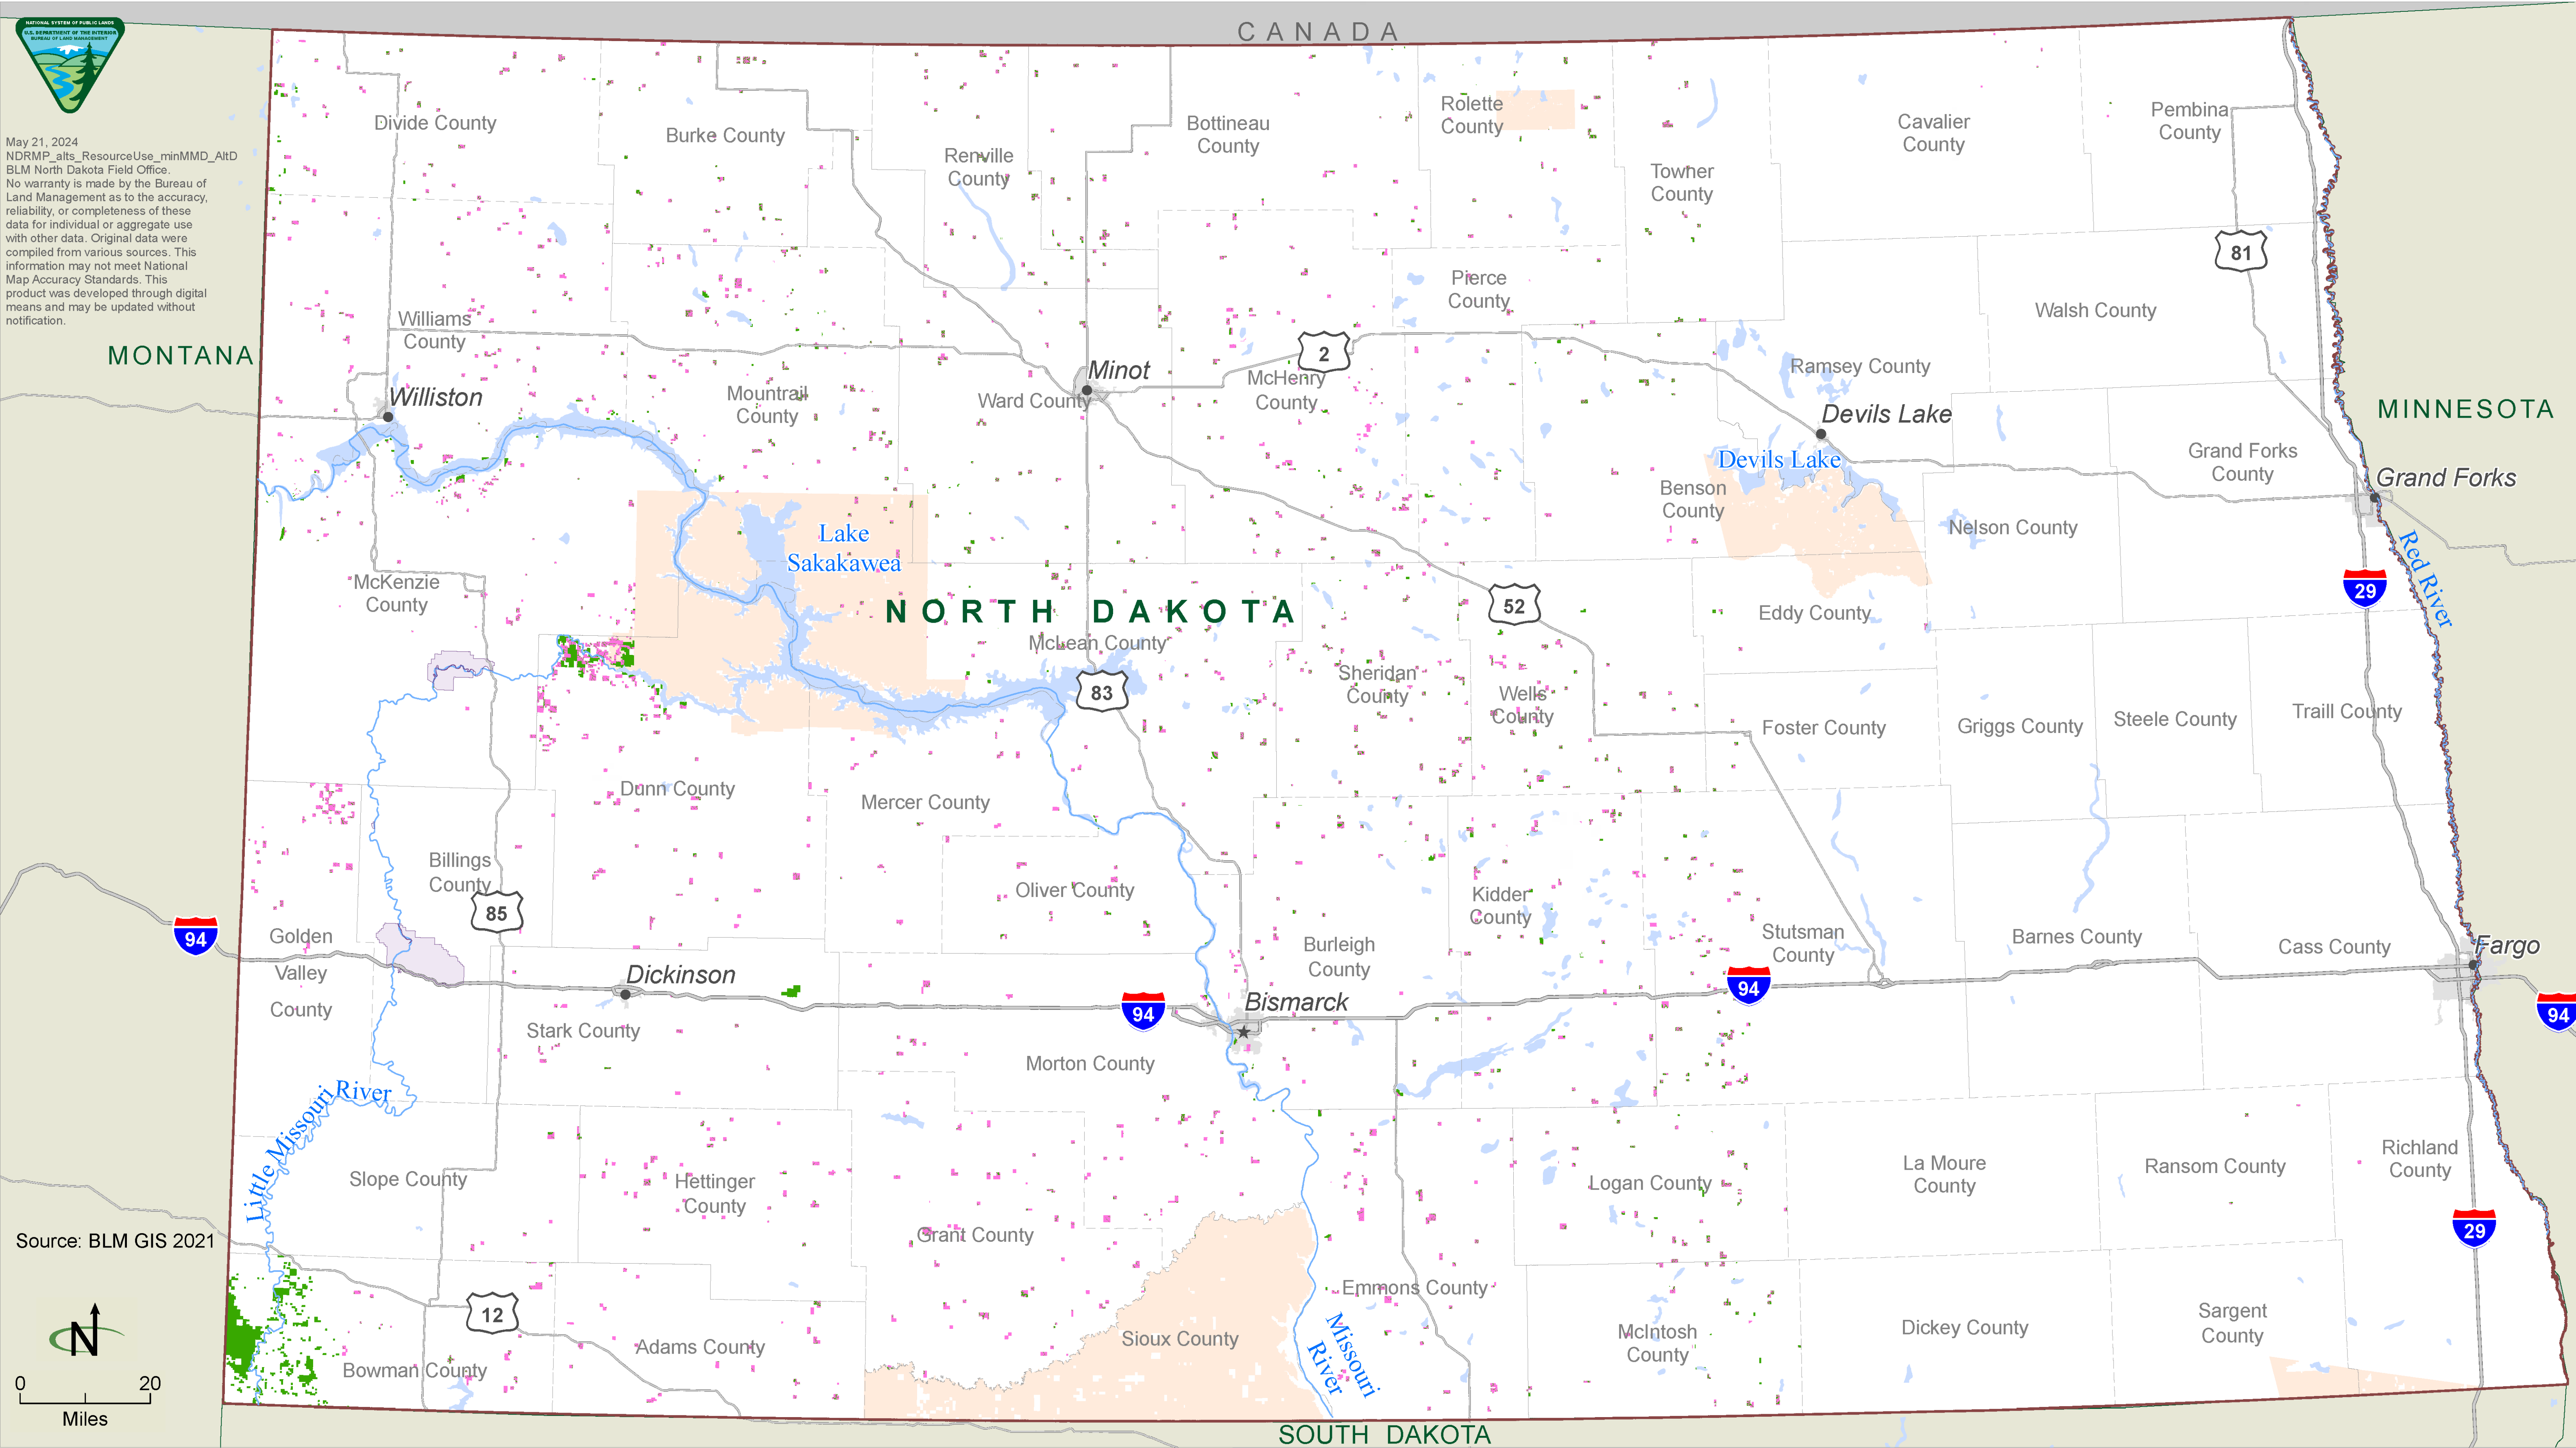 NATIONAL SYSTEM OF PUBLIC LANDS
U.S. DEPARTMENT OF THE INTERIOR
BUREAU OF LAND MANAGEMENT
May 21, 2024
NDRMP_alts_ResourceUse_minMMD_AltD
BLM North Dakota Field Office.
No warranty is made by the Bureau of
Land Management as to the accuracy,
reliability, or completeness of these
data for individual or aggregate use
with other data. Original data were
compiled from various sources. This
information may not meet National
Map Accuracy Standards. This
product was developed through digital
means and may be updated without
notification.
CANADA
Divide County
Burke County
Renville
County
Bottineau
County
Rolette
County
Towner
County
Cavalier
County
Pembina
County
81
Pierce
County
Walsh County
Williams
County
MONTANA
2
Minot
McHenry
County
Ramsey County
Williston
Mountrail
County
Ward County
Devils Lake
MINNESOTA
Devils Lake
Grand Forks
County
Grand Forks
Benson
County
Nelson County
Lake
Sakakawea
Red River
McKenzie
County
NORTH DAKOTA
52
29
Eddy County
McLean County
83
Sheridan
County
Wells
County
Foster County
Griggs County
Steele County
Traill County
Dunn County
Mercer County
Billings
County
85
Oliver County
Kidder
County
94
Golden
Valley
County
Burleigh
County
Stutsman
County
Barnes County
Cass County
Fargo
Dickinson
94
Bismarck
94
94
Stark County
Morton County
Little Missouri River
Slope County
Hettinger
County
Grant County
Logan County
La Moure
County
Ransom County
Richland
County
29
Source: BLM GIS 2021
Emmons County
12
N
Sioux County
Missouri
River
McIntosh
County
Dickey County
Sargent
County
Adams County
Bowman County
0 20
Miles
SOUTH DAKOTA